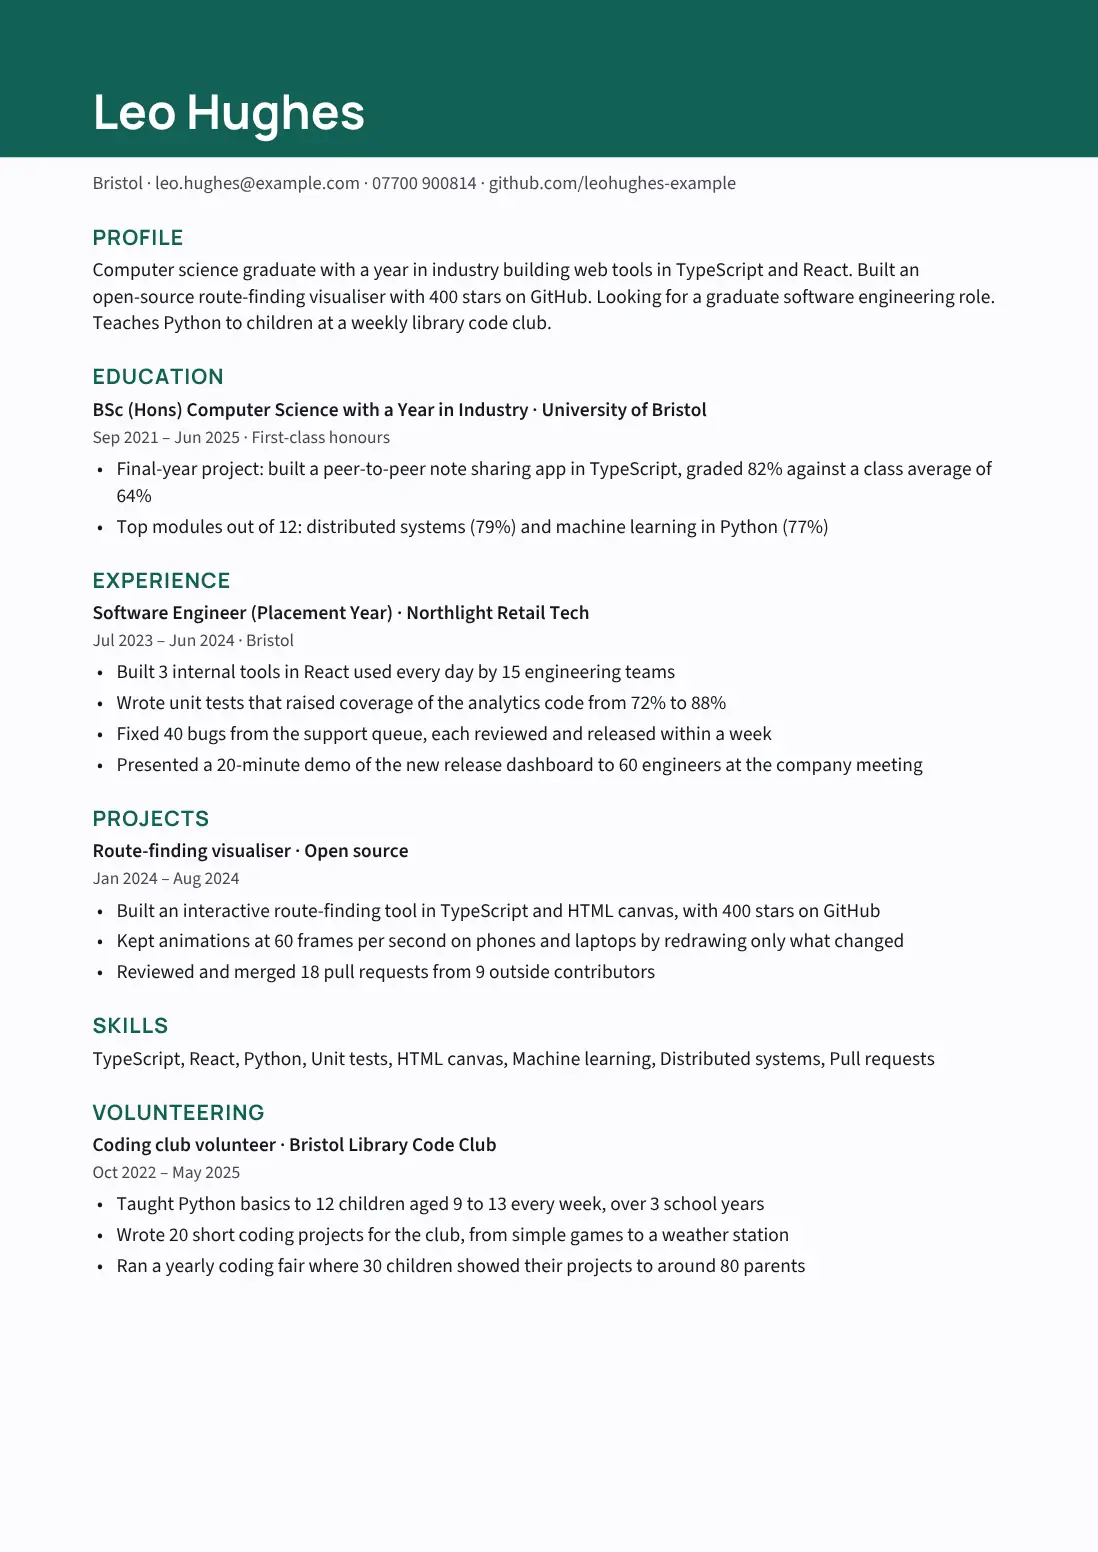 Leo Hughes
Bristol · leo.hughes@example.com · 07700 900814 · github.com/leohughes-example
PROFILE
Computer science graduate with a year in industry building web tools in TypeScript and React. Built an
open-source route-finding visualiser with 400 stars on GitHub. Looking for a graduate software engineering role.
Teaches Python to children at a weekly library code club.
EDUCATION
BSc (Hons) Computer Science with a Year in Industry · University of Bristol
Sep 2021 – Jun 2025 · First-class honours
• Final-year project: built a peer-to-peer note sharing app in TypeScript, graded 82% against a class average of
64%
• Top modules out of 12: distributed systems (79%) and machine learning in Python (77%)
EXPERIENCE
Software Engineer (Placement Year) · Northlight Retail Tech
Jul 2023 – Jun 2024 · Bristol
• Built 3 internal tools in React used every day by 15 engineering teams
• Wrote unit tests that raised coverage of the analytics code from 72% to 88%
• Fixed 40 bugs from the support queue, each reviewed and released within a week
• Presented a 20-minute demo of the new release dashboard to 60 engineers at the company meeting
PROJECTS
Route-finding visualiser · Open source
Jan 2024 – Aug 2024
• Built an interactive route-finding tool in TypeScript and HTML canvas, with 400 stars on GitHub
• Kept animations at 60 frames per second on phones and laptops by redrawing only what changed
• Reviewed and merged 18 pull requests from 9 outside contributors
SKILLS
TypeScript, React, Python, Unit tests, HTML canvas, Machine learning, Distributed systems, Pull requests
VOLUNTEERING
Coding club volunteer · Bristol Library Code Club
Oct 2022 – May 2025
• Taught Python basics to 12 children aged 9 to 13 every week, over 3 school years
• Wrote 20 short coding projects for the club, from simple games to a weather station
• Ran a yearly coding fair where 30 children showed their projects to around 80 parents